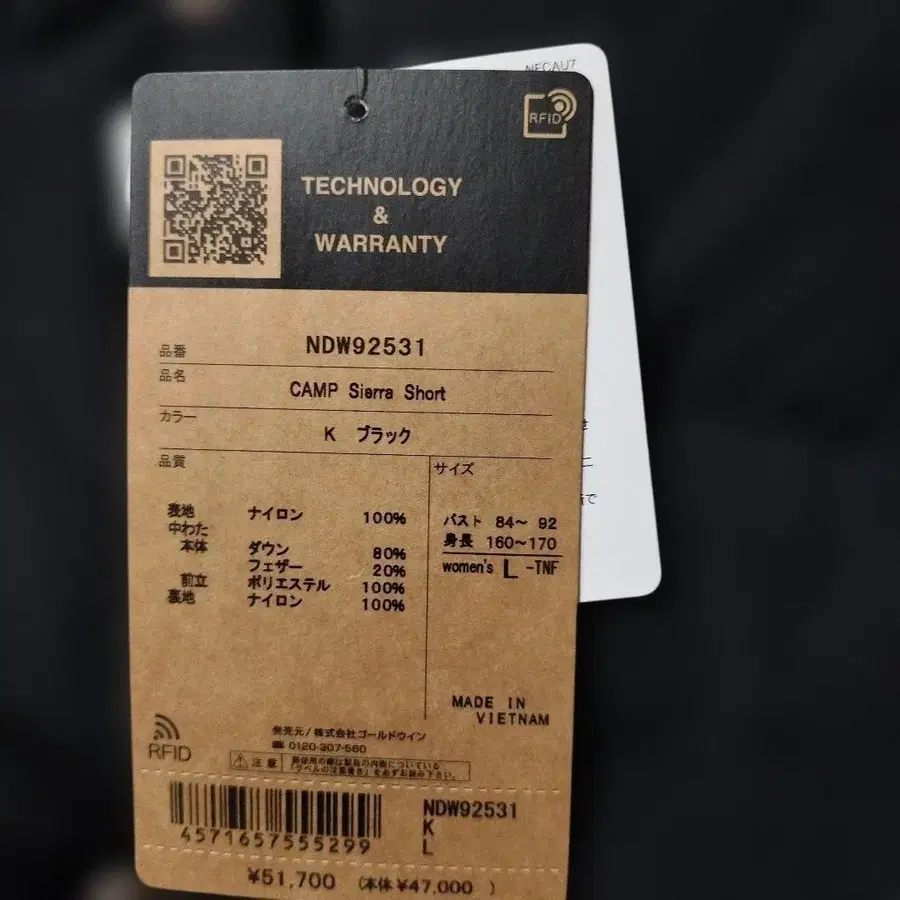 NECAU7
RFID
TECHNOLOGY
&
WARRANTY
品番 NDW92531
品名
CAMP Sierra Short
カラー
K ブラック
品質
サイズ
表地 ナイロン 100%
中わた
本体 ダウン 80%
フェザー 20%
前立 ポリエステル 100%
裏地 ナイロン 100%
バスト 84~ 92
身長 160~170
women's L -TNF
MADE IN
VIETNAM
RFID
発売元/株式会社ゴールドウイン
☎ 0120-307-560
⚠ 注意
NDW92531
K
L
4571657555299
¥51,700 (本体¥47,000 )